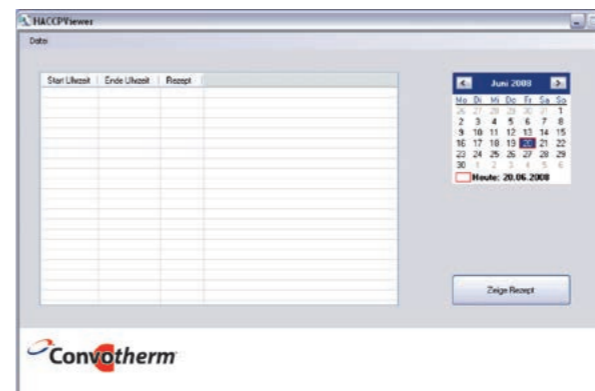 HACCPViewer
Datei
Start Uhrzeit Ende Uhrzeit Rezept
Juni 2008
Mo Di Mi Do Fr Sa So
26 27 28 29 30 31 1
2 3 4 5 6 7 8
9 10 11 12 13 14 15
16 17 18 19 20 21 22
23 24 25 26 27 28 29
30 1 2 3 4 5 6
Heute: 20.06.2008
Zeige Rezept
Convotherm